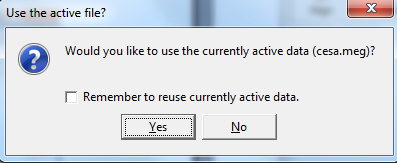 Use the active file?
Would you like to use the currently active data (cesa.meg)?
Remember to reuse currently active data.
Yes
No